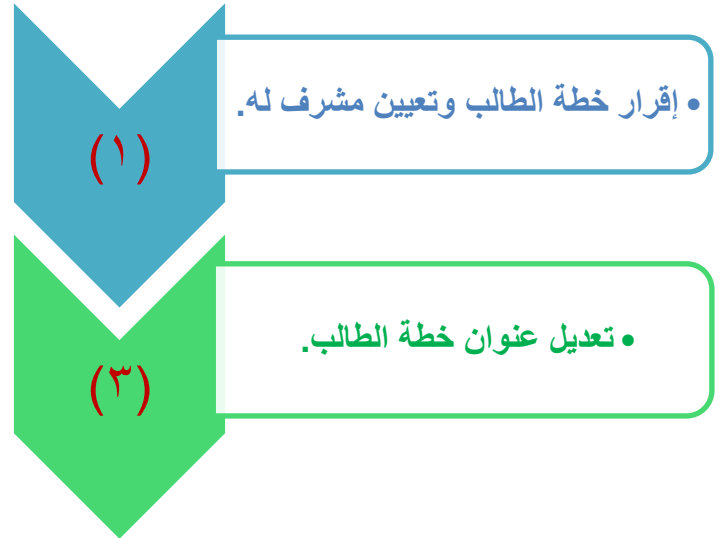 • إقرار خطة الطالب وتعيين مشرف له.
(١)
• تعديل عنوان خطة الطالب.
(٣)